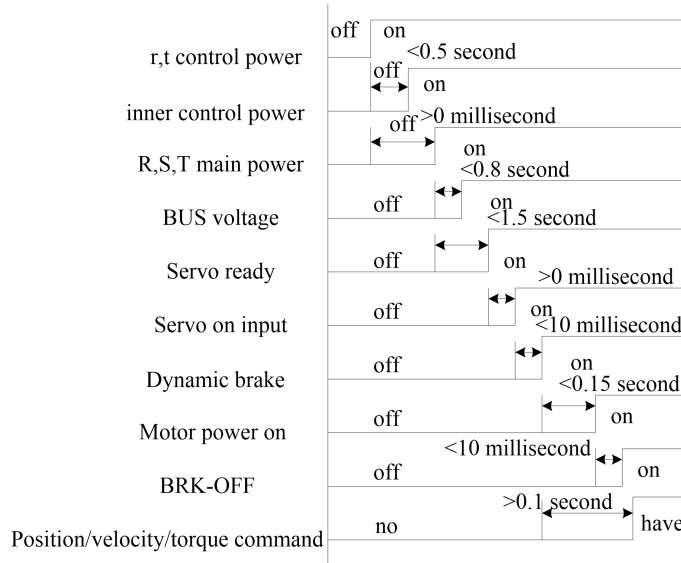 off on
r,t control power
<0.5 second
off on
inner control power
>0 millisecond
off
R,S,T main power
on
<0.8 second
BUS voltage
off
on
<1.5 second
Servo ready
off
on
>0 millisecond
Servo on input
off
on
<10 millisecond
Dynamic brake
off
on
<0.15 second
Motor power on
off
on
<10 millisecond
BRK-OFF
off
on
>0.1 second
Position/velocity/torque command
no
have